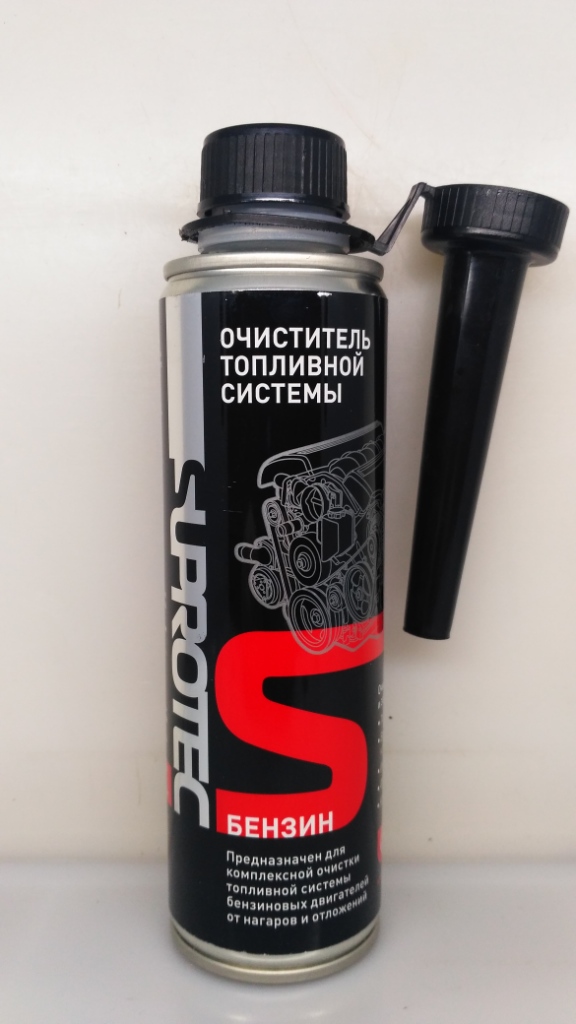 ОЧИСТИТЕЛЬ
ТОПЛИВНОЙ
СИСТЕМЫ
SUPROTEC
БЕНЗИН
Предназначен для
комплексной очистки
топливной системы
бензиновых двигателей
от нагаров и отложений